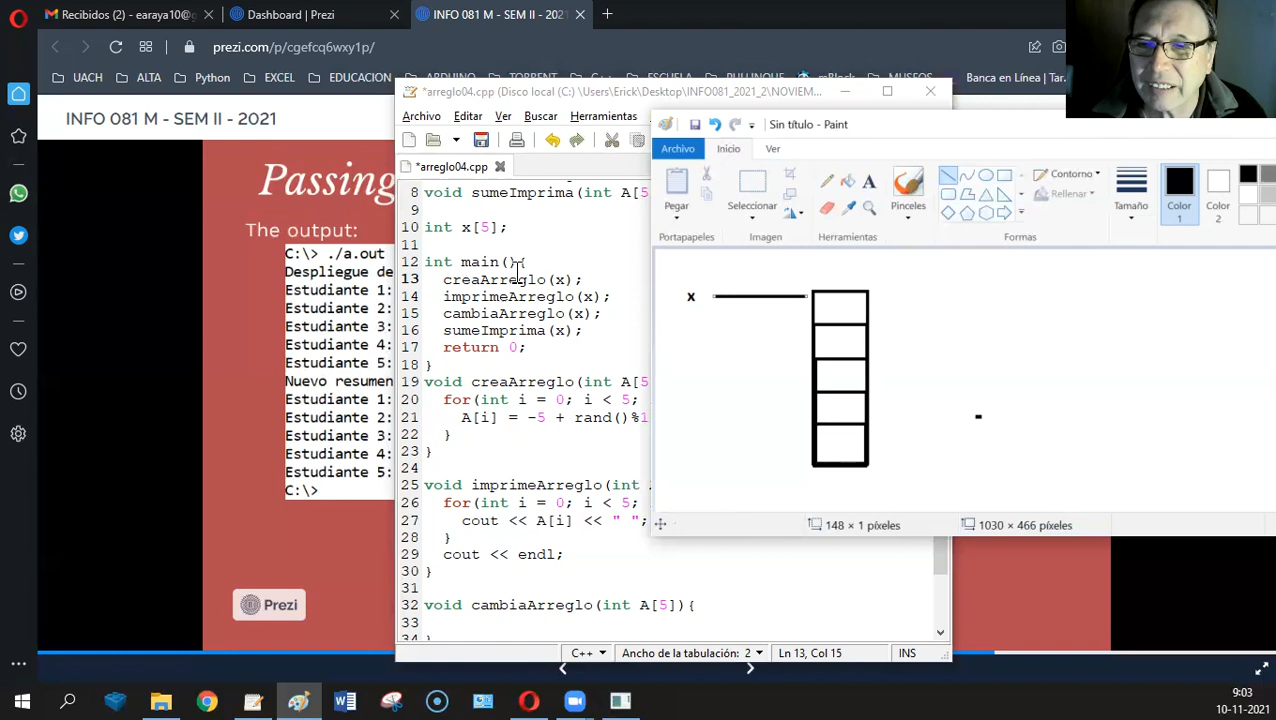 Recibidos (2) - earaya10@g
Dashboard | Prezi
INFO 081 M - SEM II - 2021
prezi.com/p/cgefcq6wxy1p/
UACH
ALTA
Python
EXCEL
EDUCACION
ARDUINO
TORRENT
C++
ESCUELA
PULLINQUE
mBlock
MUSEOS
Banca en Línea | Tar.
INFO 081 M - SEM II - 2021
Passing
The output:
C:\> ./a.out
Despliegue de
Estudiante 1:
Estudiante 2:
Estudiante 3:
Estudiante 4:
Estudiante 5:
Nuevo resumen
Estudiante 1:
Estudiante 2:
Estudiante 3:
Estudiante 4:
Estudiante 5:
C:\>
Prezi
*arreglo04.cpp (Disco local (C:) \Users\Erick\Desktop\INFO081_2021_2\NOVIEM...
Archivo Editar Ver Buscar Herramientas
*arreglo04.cpp
8 void sumeImprima(int A[5
9
10 int x[5];
11
12 int main(){
13 creaArreglo(x);
14 imprimeArreglo(x);
15 cambiaArreglo(x);
16 sumeImprima(x);
17 return 0;
18 }
19 void creaArreglo(int A[5
20 for(int i = 0; i < 5;
21 A[i] = -5 + rand()%1
22 }
23 }
24
25 void imprimeArreglo(int
26 for(int i = 0; i < 5;
27 cout << A[i] << " ";
28 }
29 cout << endl;
30 }
31
32 void cambiaArreglo(int A[5]){
33
34 }
C++ Ancho de la tabulación: 2 Ln 13, Col 15 INS
Sin título - Paint
Archivo Inicio Ver
Pegar
Seleccionar
Pinceles
Contorno
Rellenar
Tamaño
Color 1
Color 2
Portapapeles Imagen Herramientas Formas
x
148 × 1 píxeles
1030 × 466 píxeles
9:03
10-11-2021